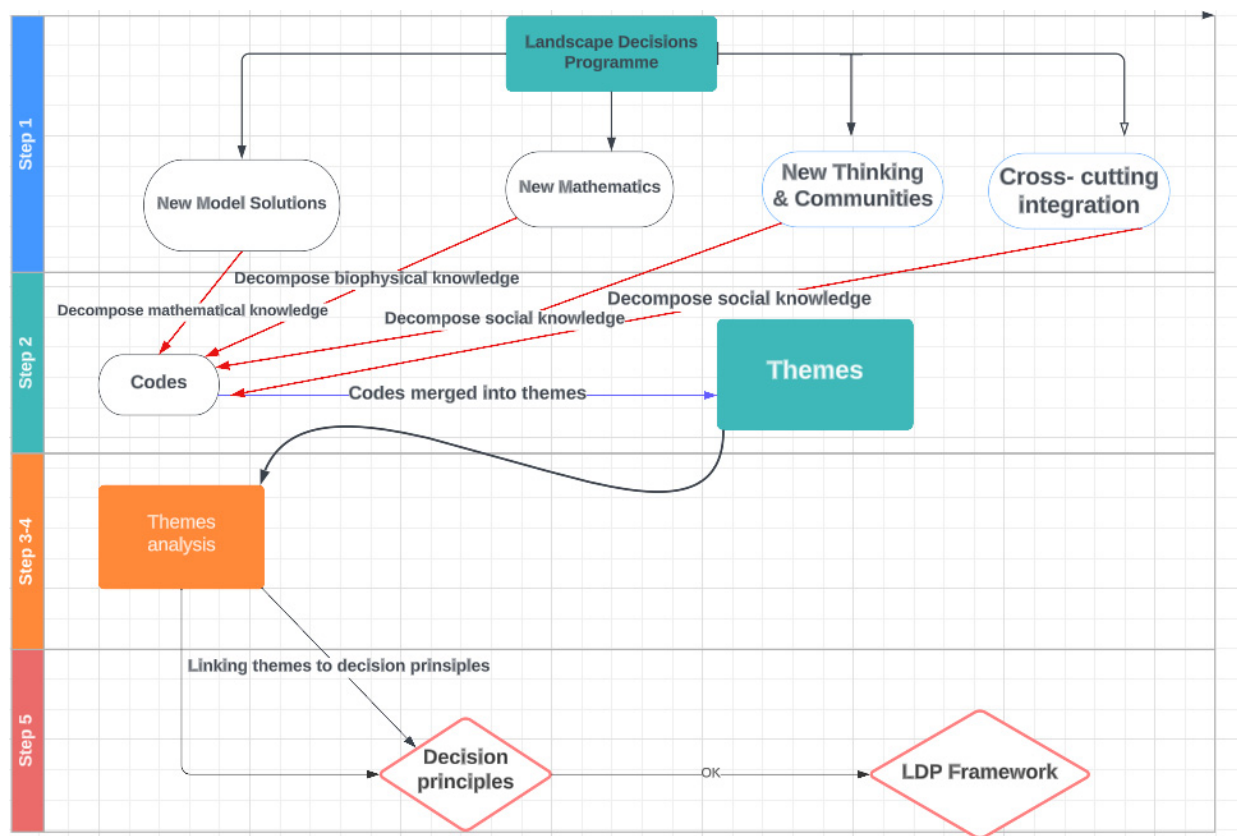 Landscape Decisions
Programme
Step 1
New Model Solutions
New Mathematics
New Thinking
& Communities
Cross- cutting
integration
Decompose biophysical knowledge
Decompose mathematical knowledge
Decompose social knowledge
Decompose social knowledge
Step 2
Codes
Codes merged into themes
Themes
Step 3-4
Themes
analysis
Linking themes to decision prinsiples
Step 5
Decision
principles
OK
LDP Framework